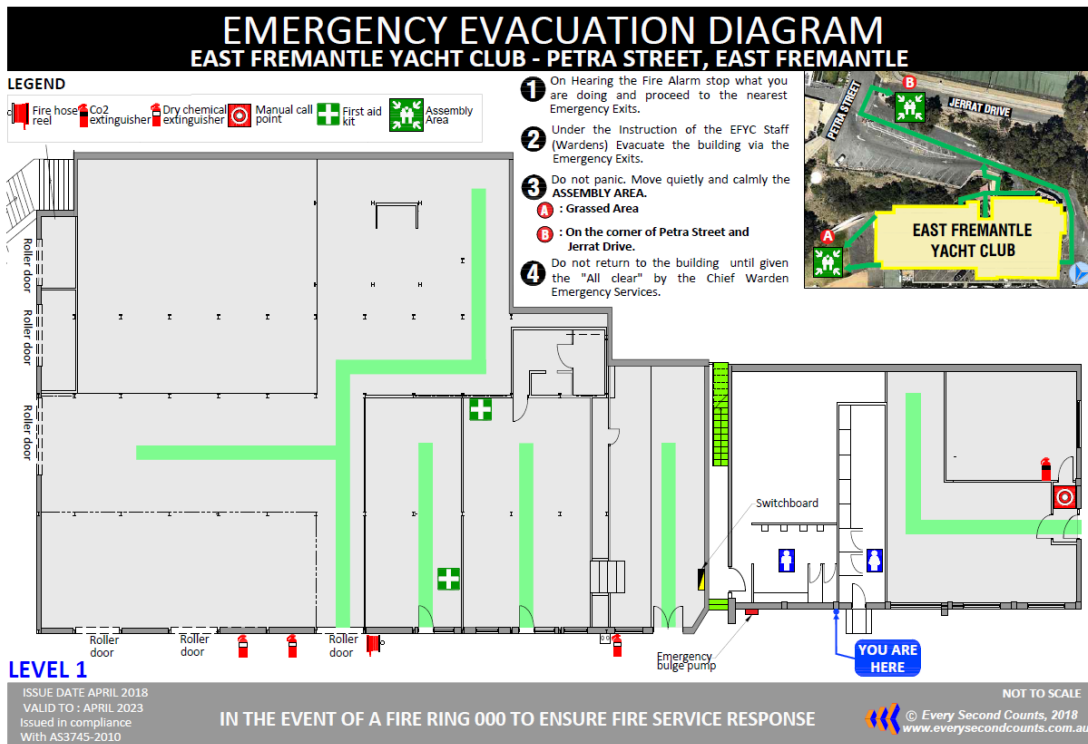 EMERGENCY EVACUATION DIAGRAM
EAST FREMANTLE YACHT CLUB - PETRA STREET, EAST FREMANTLE
LEGEND
Fire hose
reel
Co2
extinguisher
Dry chemical
extinguisher
Manual call
point
First aid
kit
Assembly
Area
1 On Hearing the Fire Alarm stop what you
are doing and proceed to the nearest
Emergency Exits.
2 Under the Instruction of the EFYC Staff
(Wardens) Evacuate the building via the
Emergency Exits.
3 Do not panic. Move quietly and calmly the
ASSEMBLY AREA.
A : Grassed Area
B : On the corner of Petra Street and
Jerrat Drive.
4 Do not return to the building until given
the "All clear" by the Chief Warden
Emergency Services.
B
PETRA STREET
JERRAT DRIVE
A
EAST FREMANTLE
YACHT CLUB
Roller door
Roller door
Roller door
Switchboard
Roller
door
Roller
door
Roller
door
Emergency
bulge pump
YOU ARE
HERE
LEVEL 1
ISSUE DATE APRIL 2018
VALID TO : APRIL 2023
Issued in compliance
With AS3745-2010
IN THE EVENT OF A FIRE RING 000 TO ENSURE FIRE SERVICE RESPONSE
NOT TO SCALE
© Every Second Counts, 2018
www.everysecondcounts.com.au